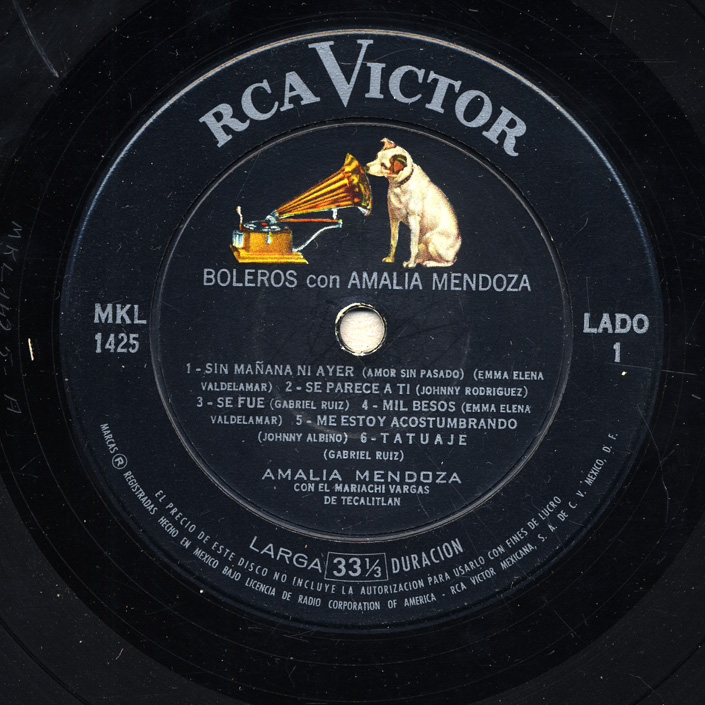 RCA VICTOR
BOLEROS con AMALIA MENDOZA
MKL
1425
LADO
1
1 - SIN MAÑANA NI AYER (AMOR SIN PASADO) (EMMA ELENA
VALDELAMAR) 2 - SE PARECE A TI (JOHNNY RODRIGUEZ)
3 - SE FUE (GABRIEL RUIZ) 4 - MIL BESOS (EMMA ELENA
VALDELAMAR) 5 - ME ESTOY ACOSTUMBRANDO
(JOHNNY ALBINO) 6 - TATUAJE
(GABRIEL RUIZ)
AMALIA MENDOZA
CON EL MARIACHI VARGAS
DE TECALITLAN
LARGA 33 1/3 DURACION
EL PRECIO DE ESTE DISCO NO INCLUYE LA AUTORIZACION PARA USARLO CON FINES DE LUCRO
MARCAS ® REGISTRADAS HECHO EN MEXICO BAJO LICENCIA DE RADIO CORPORATION OF AMERICA - RCA VICTOR MEXICANA, S. A. DE C. V. MEXICO, D. F.